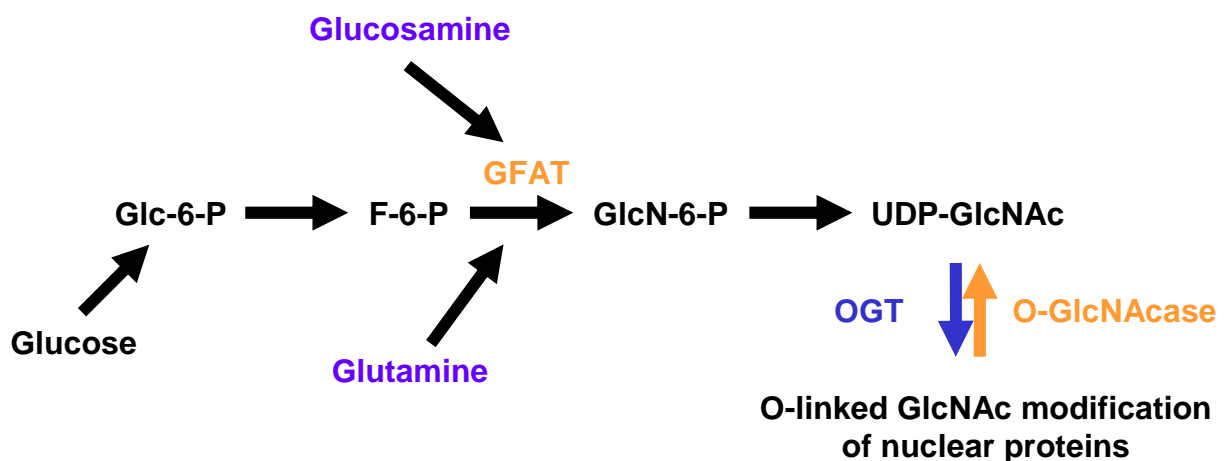 Glucosamine
GFAT
Glc-6-P
F-6-P
GlcN-6-P
UDP-GlcNAc
Glucose
Glutamine
OGT
O-GlcNAcase
O-linked GlcNAc modification
of nuclear proteins